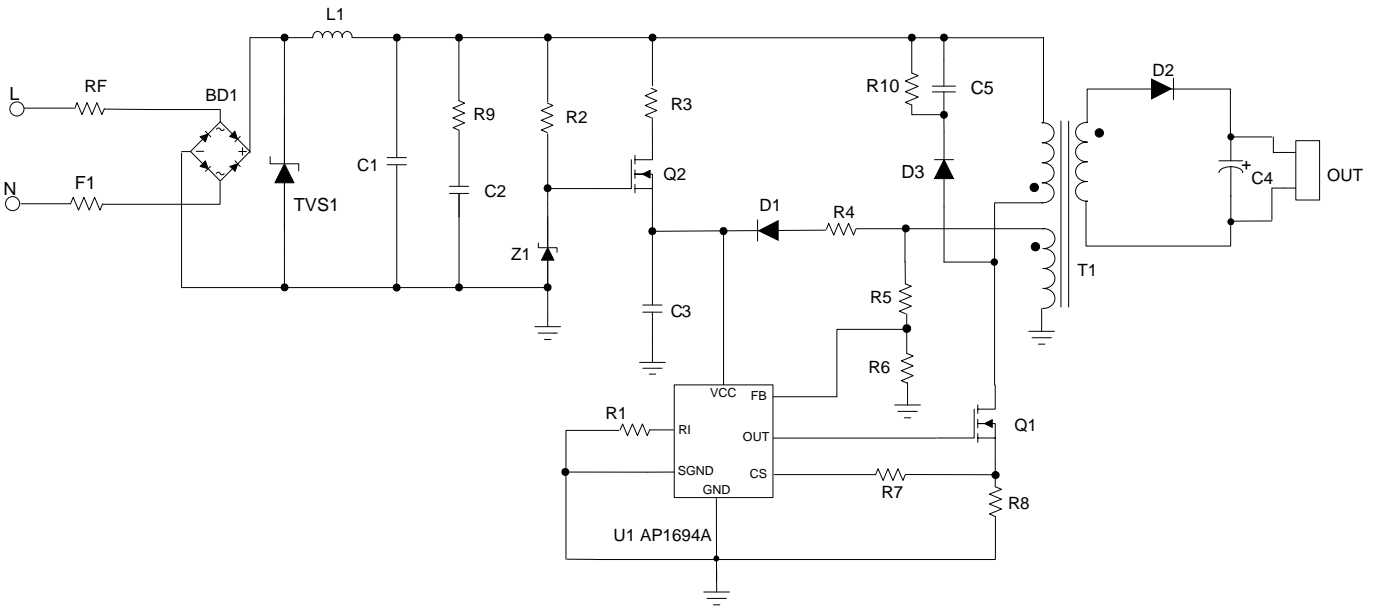 L1
L
RF
BD1
TVS1
C1
R9
C2
R2
R3
Q2
R10
C5
D3
D2
C4
+
OUT
N
F1
-
+
~
~
Z1
C3
D1
R4
R5
R6
T1
R1
VCC
FB
RI
OUT
SGND
CS
GND
Q1
R7
R8
U1 AP1694A